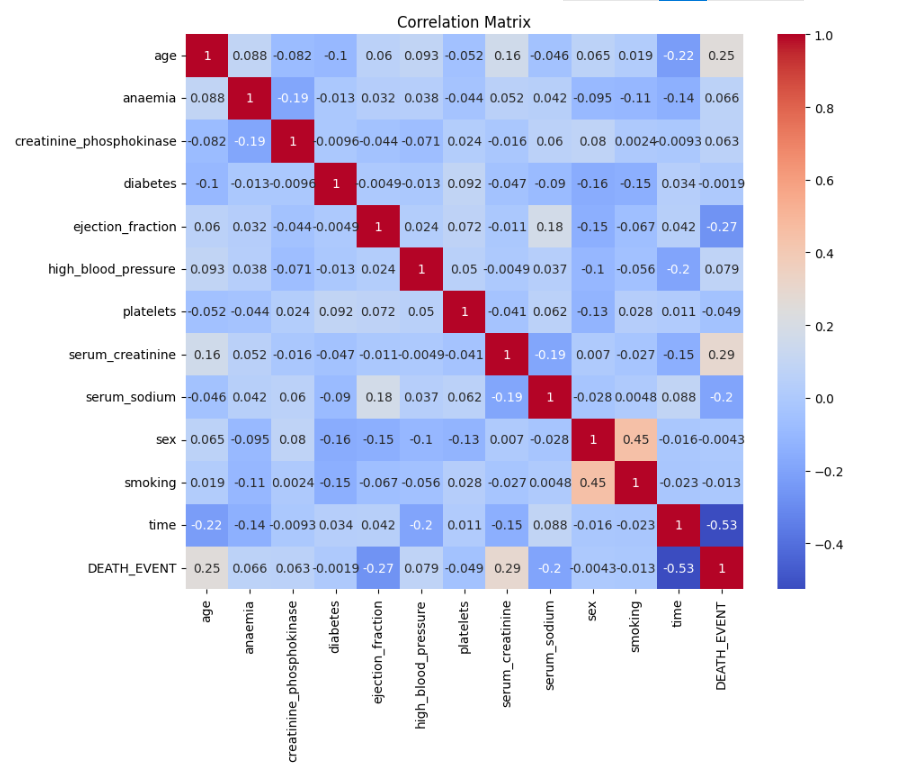 Correlation Matrix
age 1 0.088 -0.082 -0.1 0.06 0.093 -0.052 0.16 -0.046 0.065 0.019 -0.22 0.25
anaemia 0.088 1 -0.19 -0.013 0.032 0.038 -0.044 0.052 0.042 -0.095 -0.11 -0.14 0.066
creatinine_phosphokinase -0.082 -0.19 1 -0.0096 -0.044 -0.071 0.024 -0.016 0.06 0.08 0.0024 -0.0093 0.063
diabetes -0.1 -0.013 -0.0096 1 -0.0049 -0.013 0.092 -0.047 -0.09 -0.16 -0.15 0.034 -0.0019
ejection_fraction 0.06 0.032 -0.044 -0.0049 1 0.024 0.072 -0.011 0.18 -0.15 -0.067 0.042 -0.27
high_blood_pressure 0.093 0.038 -0.071 -0.013 0.024 1 0.05 -0.0049 0.037 -0.1 -0.056 -0.2 0.079
platelets -0.052 -0.044 0.024 0.092 0.072 0.05 1 -0.041 0.062 -0.13 0.028 0.011 -0.049
serum_creatinine 0.16 0.052 -0.016 -0.047 -0.011 -0.0049 -0.041 1 -0.19 0.007 -0.027 -0.15 0.29
serum_sodium -0.046 0.042 0.06 -0.09 0.18 0.037 0.062 -0.19 1 -0.028 0.0048 0.088 -0.2
sex 0.065 -0.095 0.08 -0.16 -0.15 -0.1 -0.13 0.007 -0.028 1 0.45 -0.016 -0.0043
smoking 0.019 -0.11 0.0024 -0.15 -0.067 -0.056 0.028 -0.027 0.0048 0.45 1 -0.023 -0.013
time -0.22 -0.14 -0.0093 0.034 0.042 -0.2 0.011 -0.15 0.088 -0.016 -0.023 1 -0.53
DEATH_EVENT 0.25 0.066 0.063 -0.0019 -0.27 0.079 -0.049 0.29 -0.2 -0.0043 -0.013 -0.53 1
age
anaemia
creatinine_phosphokinase
diabetes
ejection_fraction
high_blood_pressure
platelets
serum_creatinine
serum_sodium
sex
smoking
time
DEATH_EVENT
1.0
0.8
0.6
0.4
0.2
0.0
−0.2
−0.4